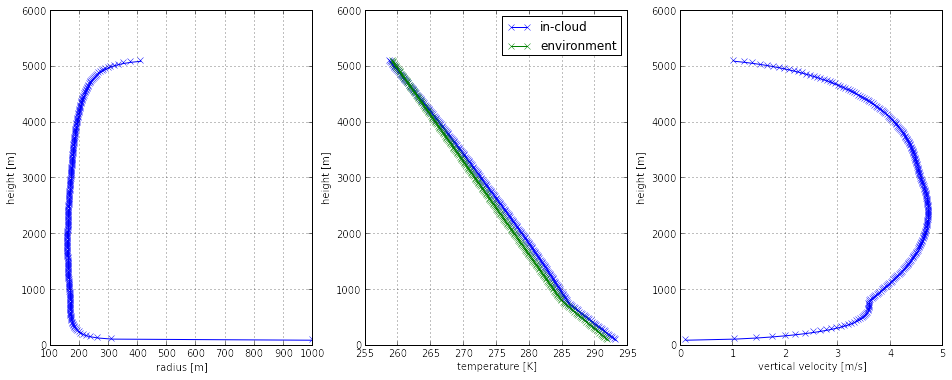 6000
5000
4000
3000
2000
1000
0
height [m]
100 200 300 400 500 600 700 800 900 1000
radius [m]
6000
5000
4000
3000
2000
1000
0
height [m]
in-cloud
environment
255 260 265 270 275 280 285 290 295
temperature [K]
6000
5000
4000
3000
2000
1000
0
height [m]
0 1 2 3 4 5
vertical velocity [m/s]